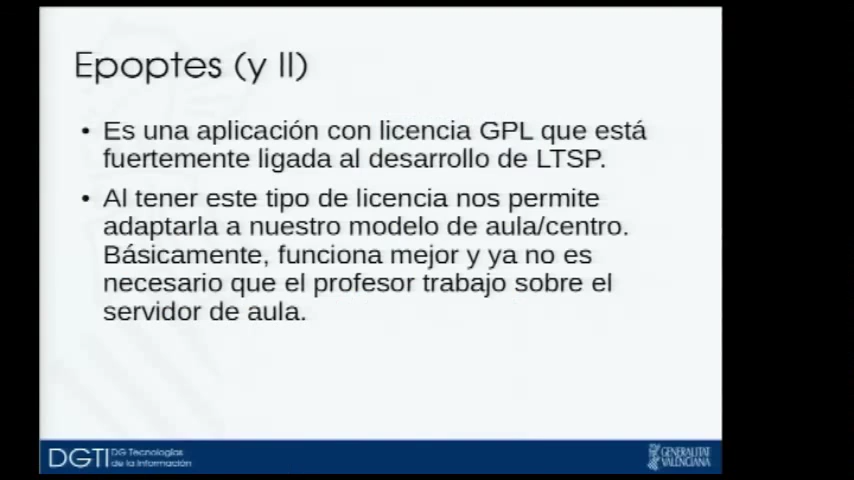 Epoptes (y II)
• Es una aplicación con licencia GPL que está
fuertemente ligada al desarrollo de LTSP.
• Al tener este tipo de licencia nos permite
adaptarla a nuestro modelo de aula/centro.
Básicamente, funciona mejor y ya no es
necesario que el profesor trabajo sobre el
servidor de aula.
DGTI DG Tecnologías
de la Información
GENERALITAT
VALENCIANA